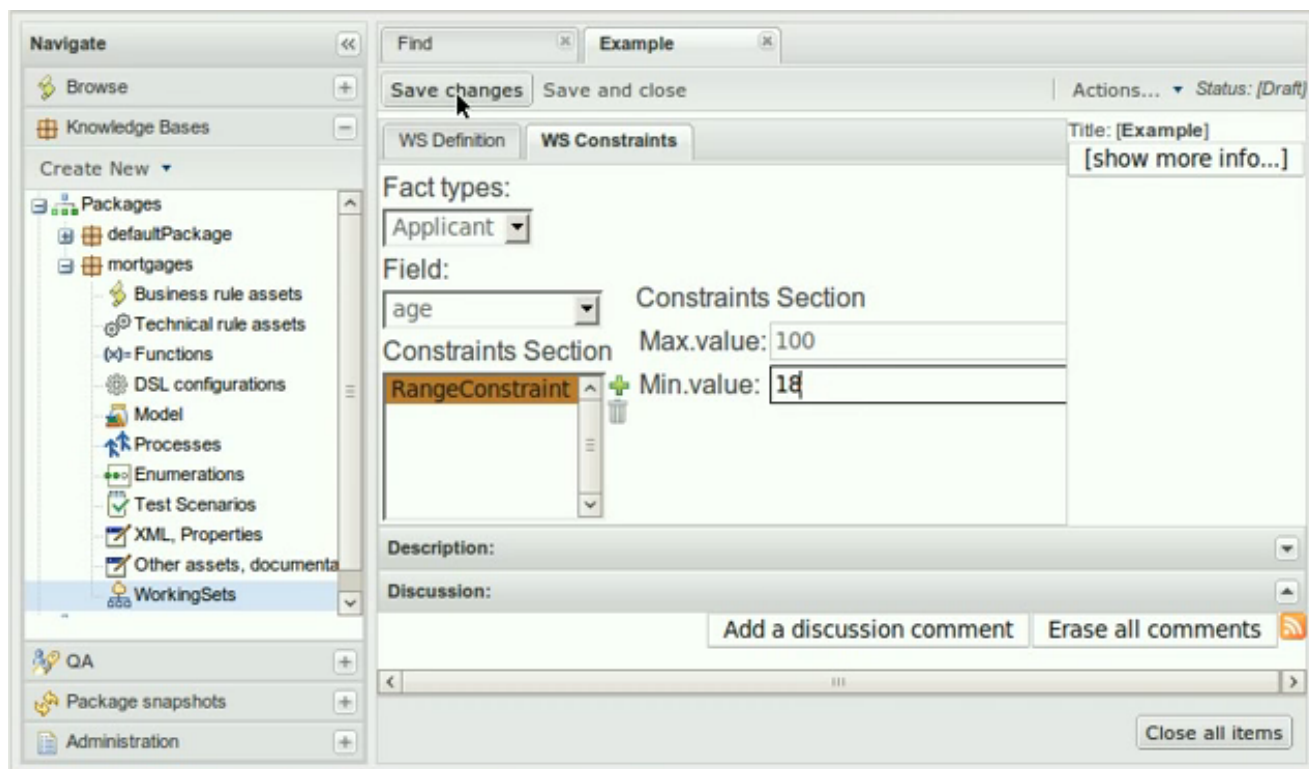 Navigate
Browse
Knowledge Bases
Create New
Packages
defaultPackage
mortgages
Business rule assets
Technical rule assets
(x)= Functions
DSL configurations
Model
Processes
Enumerations
Test Scenarios
XML, Properties
Other assets, documenta
WorkingSets
QA
Package snapshots
Administration
Find
Example
Save changes
Save and close
Actions...
Status: [Draft]
WS Definition
WS Constraints
Title: [Example]
[show more info...]
Fact types:
Applicant
Field:
age
Constraints Section
RangeConstraint
Constraints Section
Max.value: 100
Min.value: 18
Description:
Discussion:
Add a discussion comment
Erase all comments
Close all items